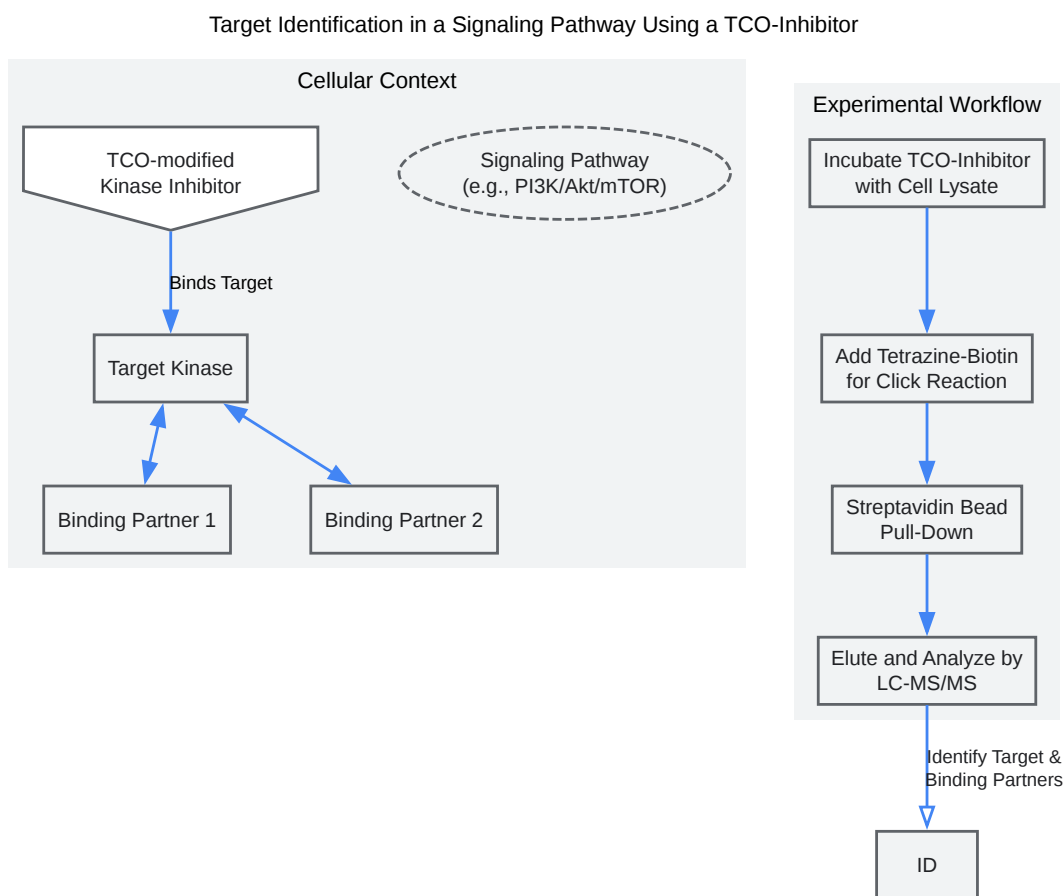 Target Identification in a Signaling Pathway Using a TCO-Inhibitor
Cellular Context
TCO-modified
Kinase Inhibitor
Signaling Pathway
(e.g., PI3K/Akt/mTOR)
Binds Target
Target Kinase
Binding Partner 1
Binding Partner 2
Experimental Workflow
Incubate TCO-Inhibitor
with Cell Lysate
Add Tetrazine-Biotin
for Click Reaction
Streptavidin Bead
Pull-Down
Elute and Analyze by
LC-MS/MS
Identify Target &
Binding Partners
ID